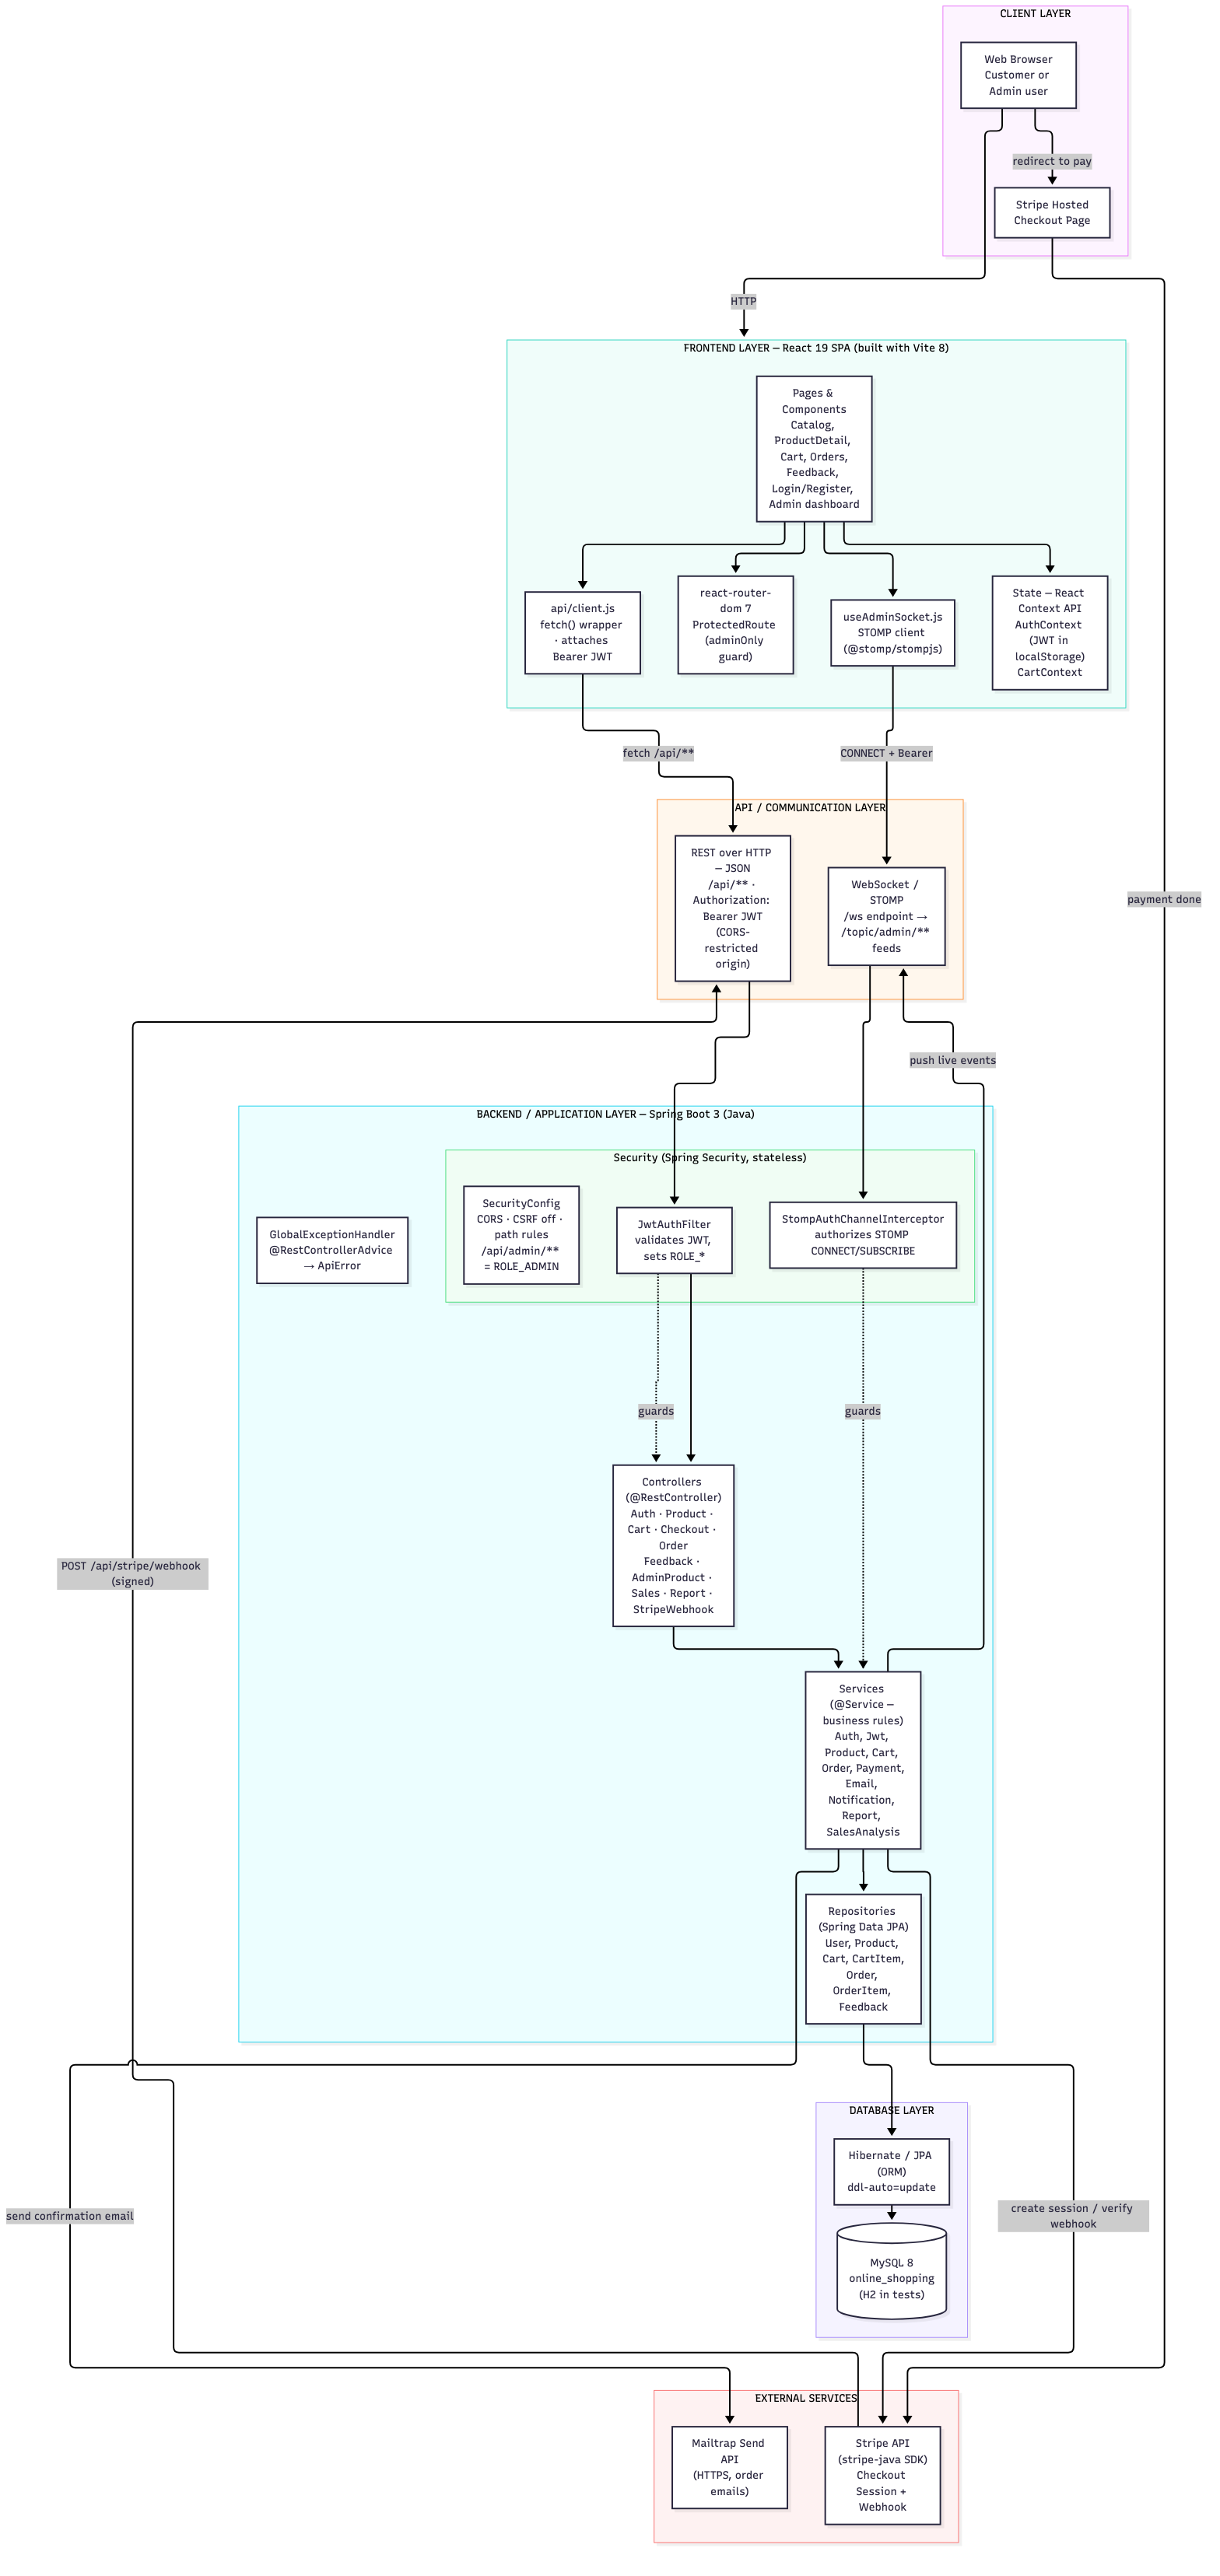 CLIENT LAYER
Web Browser
Customer or
Admin user
redirect to pay
Stripe Hosted
Checkout Page
HTTP
FRONTEND LAYER — React 19 SPA (built with Vite 8)
Pages &
Components
Catalog,
ProductDetail,
Cart, Orders,
Feedback,
Login/Register,
Admin dashboard
api/client.js
fetch() wrapper
· attaches
Bearer JWT
react-router-
dom 7
ProtectedRoute
(adminOnly
guard)
useAdminSocket.js
STOMP client
(@stomp/stompjs)
State — React
Context API
AuthContext
(JWT in
localStorage)
CartContext
fetch /api/**
CONNECT + Bearer
API / COMMUNICATION LAYER
REST over HTTP
— JSON
/api/** ·
Authorization:
Bearer JWT
(CORS-
restricted
origin)
WebSocket /
STOMP
/ws endpoint →
/topic/admin/**
feeds
payment done
push live events
BACKEND / APPLICATION LAYER — Spring Boot 3 (Java)
Security (Spring Security, stateless)
GlobalExceptionHandler
@RestControllerAdvice
→ ApiError
SecurityConfig
CORS · CSRF off ·
path rules
/api/admin/**
= ROLE_ADMIN
JwtAuthFilter
validates JWT,
sets ROLE_*
StompAuthChannelInterceptor
authorizes STOMP
CONNECT/SUBSCRIBE
guards
guards
Controllers
(@RestController)
Auth · Product ·
Cart · Checkout ·
Order
Feedback ·
AdminProduct ·
Sales · Report ·
StripeWebhook
POST /api/stripe/webhook
(signed)
Services
(@Service —
business rules)
Auth, Jwt,
Product, Cart,
Order, Payment,
Email,
Notification,
Report,
SalesAnalysis
Repositories
(Spring Data JPA)
User, Product,
Cart, CartItem,
Order,
OrderItem,
Feedback
DATABASE LAYER
Hibernate / JPA
(ORM)
ddl-auto=update
send confirmation email
create session / verify
webhook
MySQL 8
online_shopping
(H2 in tests)
EXTERNAL SERVICES
Mailtrap Send
API
(HTTPS, order
emails)
Stripe API
(stripe-java SDK)
Checkout
Session +
Webhook